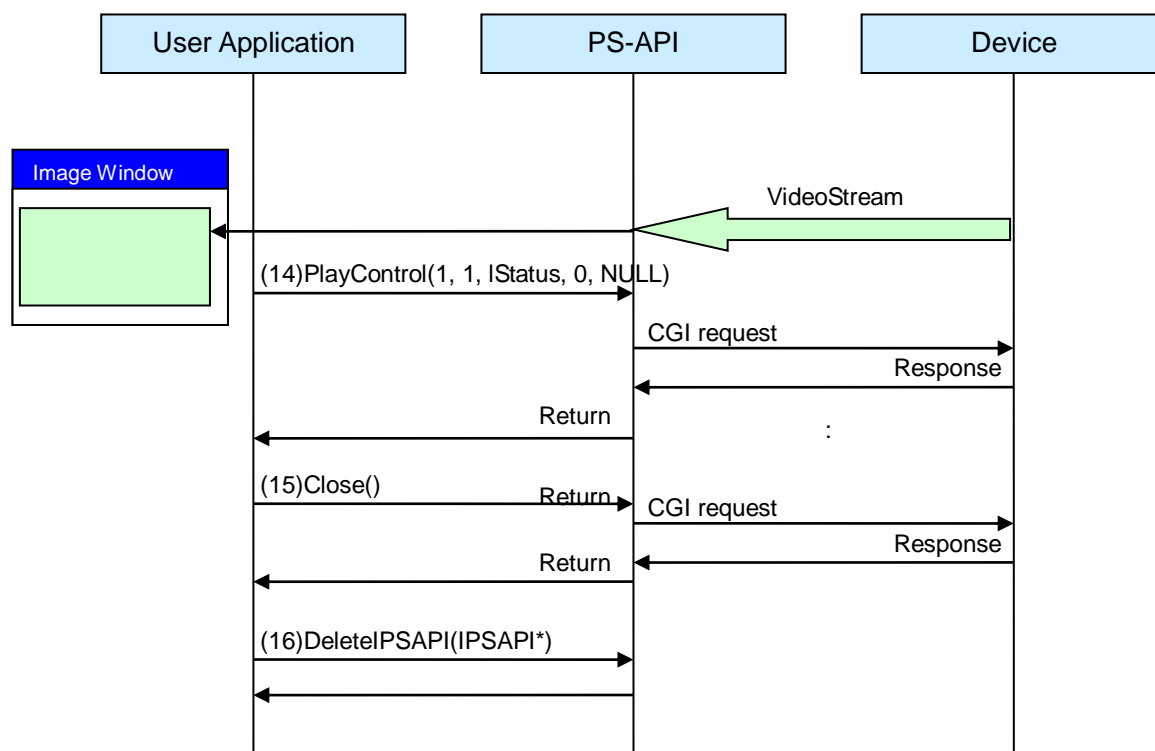 User Application
PS-API
Device
Image Window
VideoStream
(14)PlayControl(1, 1, lStatus, 0, NULL)
CGI request
Response
Return
:
(15)Close()
Return
CGI request
Response
Return
(16)DeleteIPSAPI(IPSAPI*)